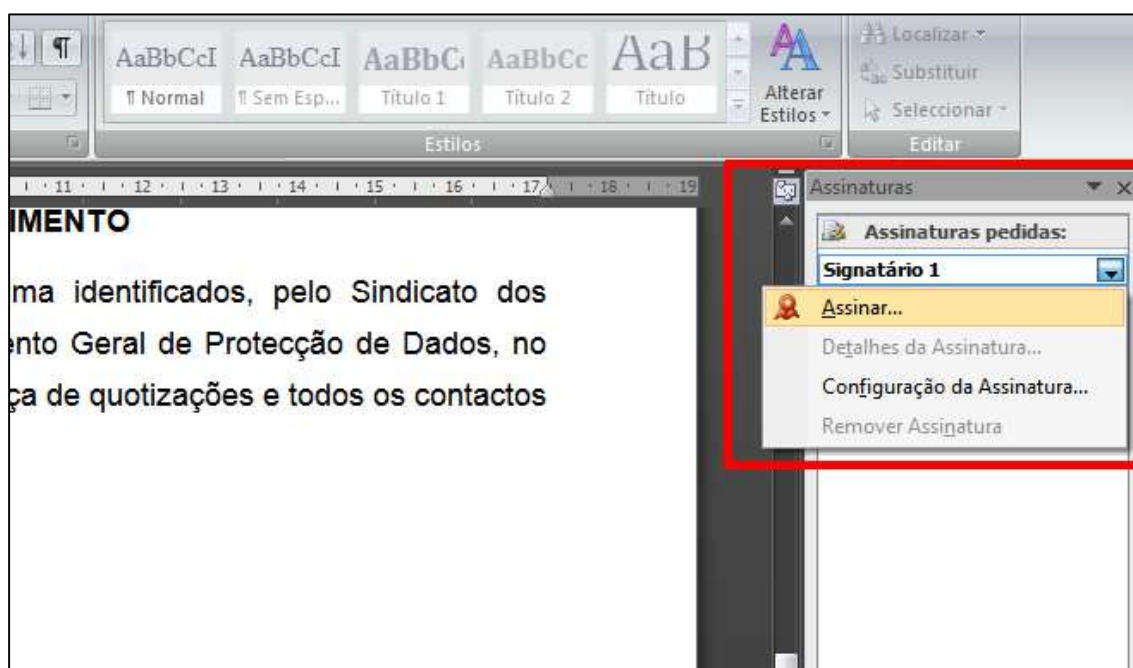 ¶
AaBbCcI AaBbCcI AaBbC AaBbCc AaB
¶ Normal ¶ Sem Esp... Título 1 Título 2 Título
Alterar
Estilos
Localizar
Substituir
Seleccionar
Estilos
Editar
11 12 13 14 15 16 17 18 19
IMENTO
ma identificados, pelo Sindicato dos
nto Geral de Protecção de Dados, no
ça de quotizações e todos os contactos
Assinaturas
Assinaturas pedidas:
Signatário 1
Assinar...
Detalhes da Assinatura...
Configuração da Assinatura...
Remover Assinatura